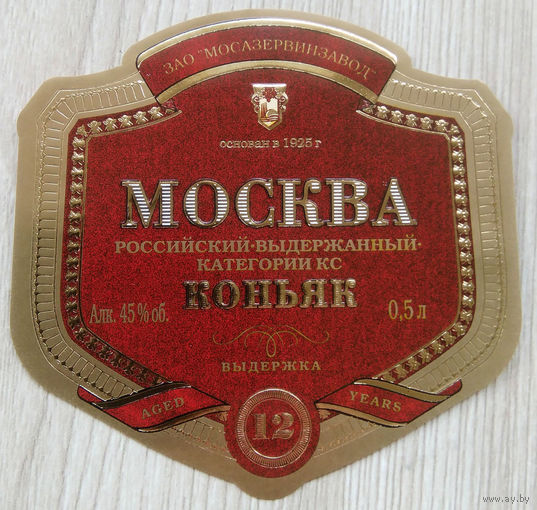 ЗАО "МОСАЗЕРВИНЗАВОД"
основан в 1925 г
МОСКВА
РОССИЙСКИЙ·ВЫДЕРЖАННЫЙ·
КАТЕГОРИИ КС
КОНЬЯК
Алк. 45% об.
0,5 л
ВЫДЕРЖКА
AGED
12
YEARS
© www.ay.by